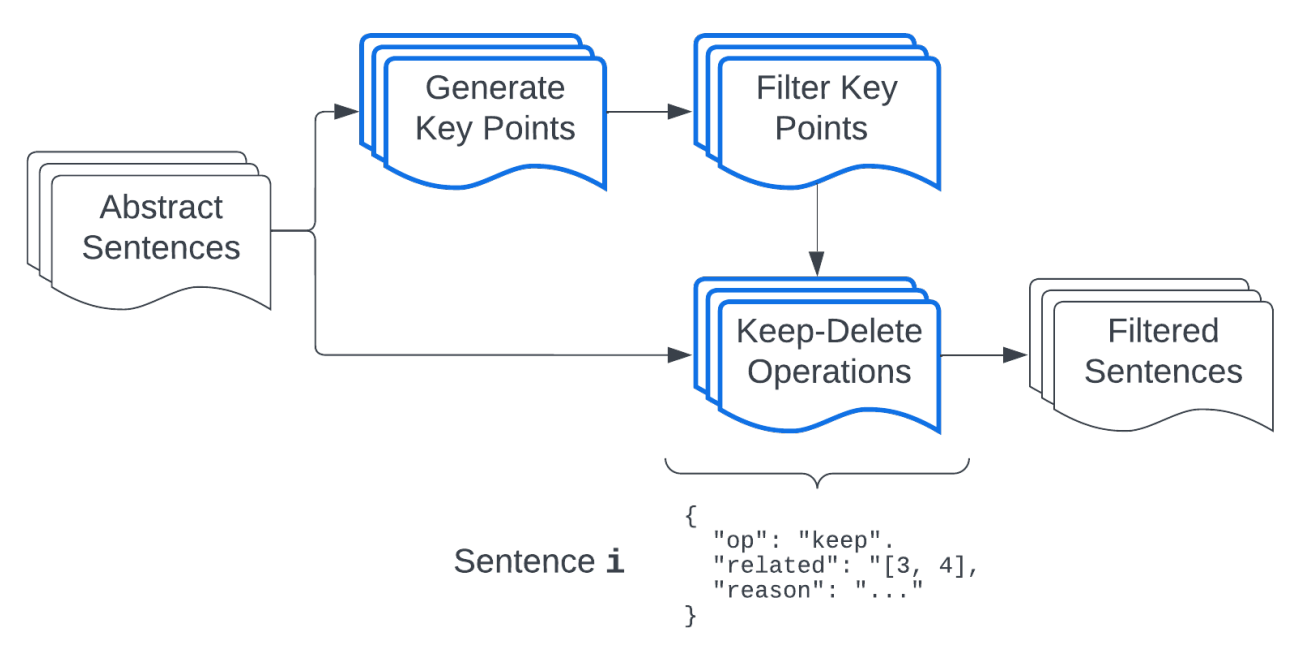 Generate
Key Points
Filter Key
Points
Abstract
Sentences
Keep-Delete
Operations
Filtered
Sentences
Sentence i
{
"op": "keep".
"related": "[3, 4],
"reason": "..."
}